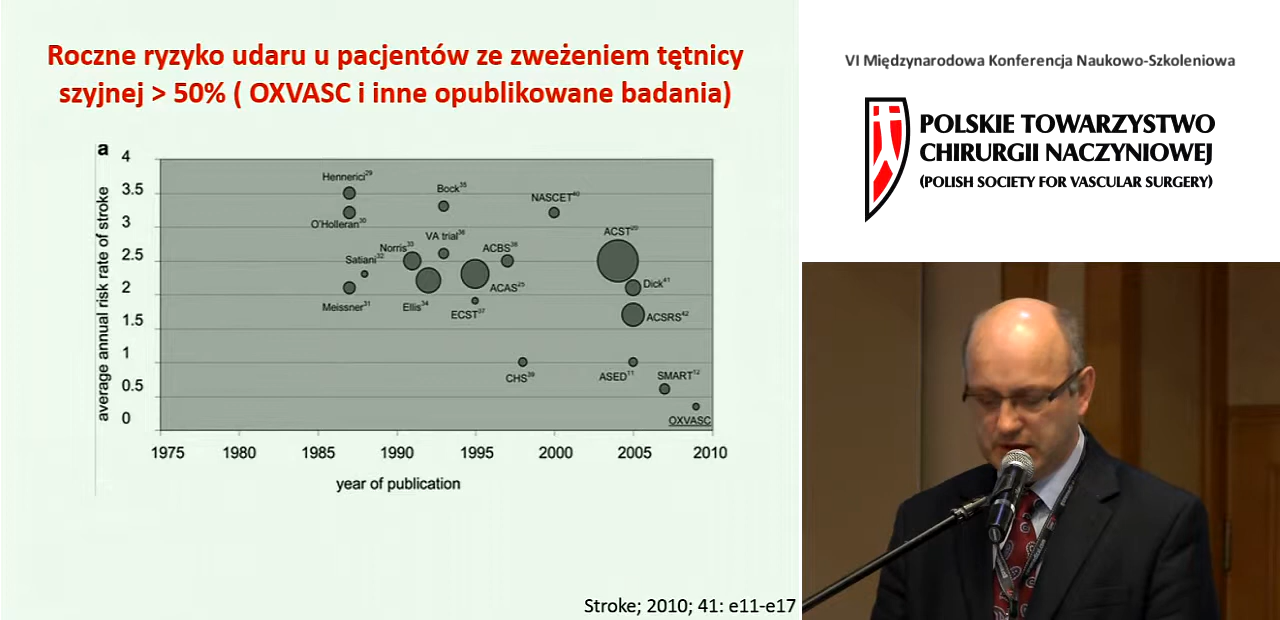 Roczne ryzyko udaru u pacjentów ze zwężeniem tętnicy
szyjnej > 50% ( OXVASC i inne opublikowane badania)
a
average annual risk rate of stroke
4
3.5
3
2.5
2
1.5
1
0.5
0
Hennerici29
O'Holleran30
Bock35
NASCET40
VA trial36
Norris33
Satiani32
ACBS38
ACST20
Meissner31
Ellis34
ACAS25
ECST37
Dick41
ACSRS42
CHS39
ASED11
SMART12
OXVASC
1975 1980 1985 1990 1995 2000 2005 2010
year of publication
Stroke; 2010; 41: e11-e17
VI Międzynarodowa Konferencja Naukowo-Szkoleniowa
POLSKIE TOWARZYSTWO
CHIRURGII NACZYNIOWEJ
(POLISH SOCIETY FOR VASCULAR SURGERY)